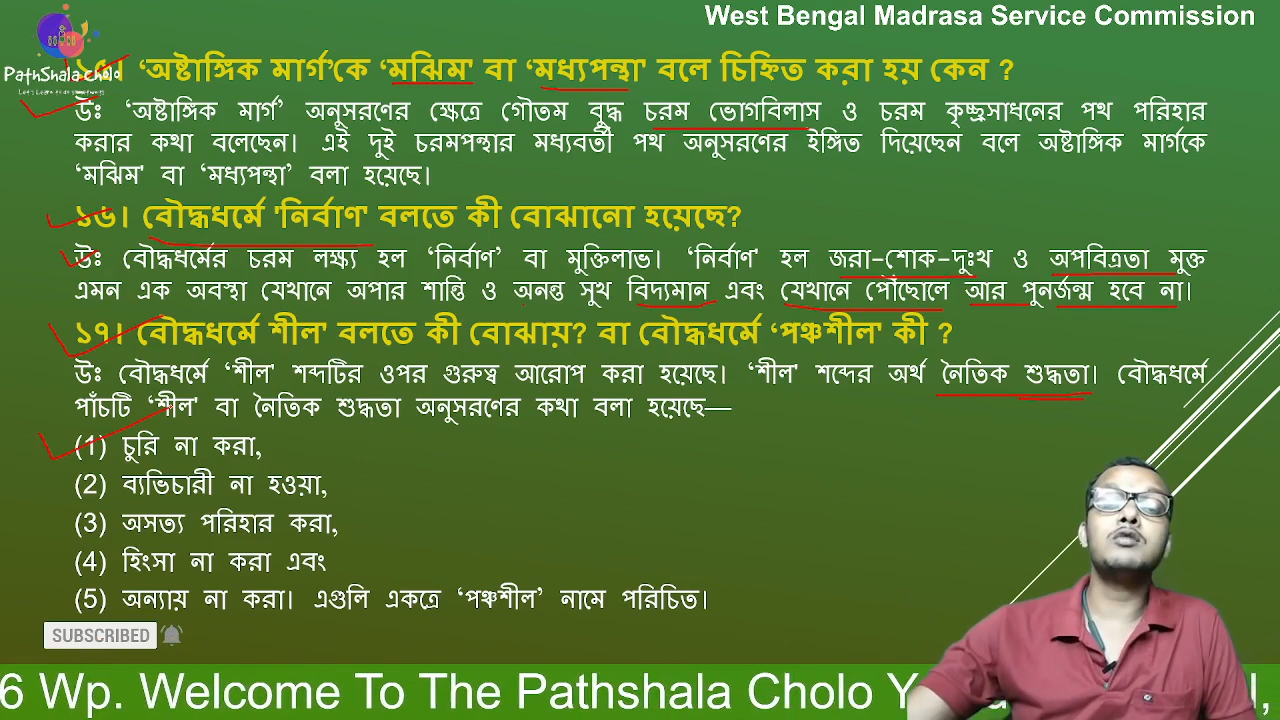 West Bengal Madrasa Service Commission
PathShala Cholo
১৫। ‘অষ্টাঙ্গিক মার্গ’কে ‘মঝিম' বা ‘মধ্যপন্থা' বলে চিহ্নিত করা হয় কেন ?
উঃ ‘অষ্টাঙ্গিক মার্গ’ অনুসরণের ক্ষেত্রে গৌতম বুদ্ধ চরম ভোগবিলাস ও চরম কৃচ্ছ্রসাধনের পথ পরিহার
করার কথা বলেছেন। এই দুই চরমপন্থার মধ্যবর্তী পথ অনুসরণের ইঙ্গিত দিয়েছেন বলে অষ্টাঙ্গিক মার্গকে
‘মঝিম' বা ‘মধ্যপন্থা’ বলা হয়েছে।
১৬। বৌদ্ধধর্মে 'নির্বাণ' বলতে কী বোঝানো হয়েছে?
উঃ বৌদ্ধধর্মের চরম লক্ষ্য হল ‘নির্বাণ’ বা মুক্তিলাভ। ‘নির্বাণ' হল জরা-শোক-দুঃখ ও অপবিত্রতা মুক্ত
এমন এক অবস্থা যেখানে অপার শান্তি ও অনন্ত সুখ বিদ্যমান এবং যেখানে পৌঁছোলে আর পুনর্জন্ম হবে না।
১৭। বৌদ্ধধর্মে শীল' বলতে কী বোঝায়? বা বৌদ্ধধর্মে ‘পঞ্চশীল' কী ?
উঃ বৌদ্ধধর্মে ‘শীল' শব্দটির ওপর গুরুত্ব আরোপ করা হয়েছে। ‘শীল' শব্দের অর্থ নৈতিক শুদ্ধতা। বৌদ্ধধর্মে
পাঁচটি ‘শীল' বা নৈতিক শুদ্ধতা অনুসরণের কথা বলা হয়েছে—
(1) চুরি না করা,
(2) ব্যভিচারী না হওয়া,
(3) অসত্য পরিহার করা,
(4) হিংসা না করা এবং
(5) অন্যায় না করা। এগুলি একত্রে ‘পঞ্চশীল’ নামে পরিচিত।
SUBSCRIBED
6 Wp. Welcome To The Pathshala Cholo Y